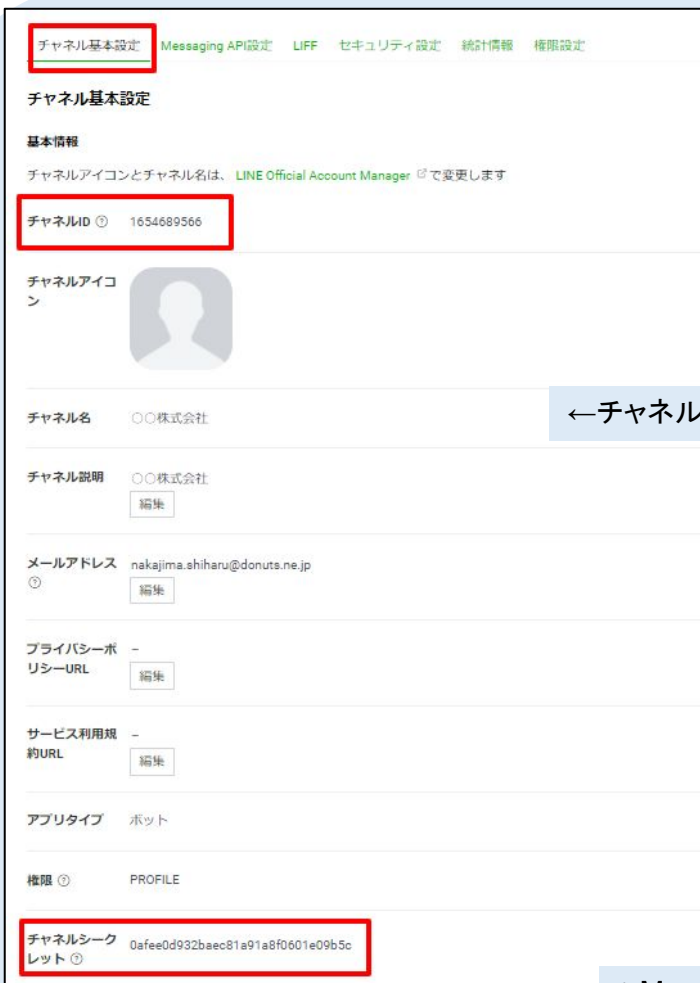 チャネル基本設定 Messaging API設定 LIFF セキュリティ設定 統計情報 権限設定
チャネル基本設定
基本情報
チャネルアイコンとチャネル名は、 LINE Official Account Manager で変更します
チャネルID ? 1654689566
チャネルアイコ
ン
チャネル名 〇〇株式会社
←チャネル
チャネル説明 〇〇株式会社
編集
メールアドレス nakajima.shiharu@donuts.ne.jp
?
編集
プライバシーポ –
リシーURL
編集
サービス利用規 –
約URL
編集
アプリタイプ ボット
権限 ? PROFILE
チャネルシーク 0afee0d932baec81a91a8f0601e09b5c
レット ?